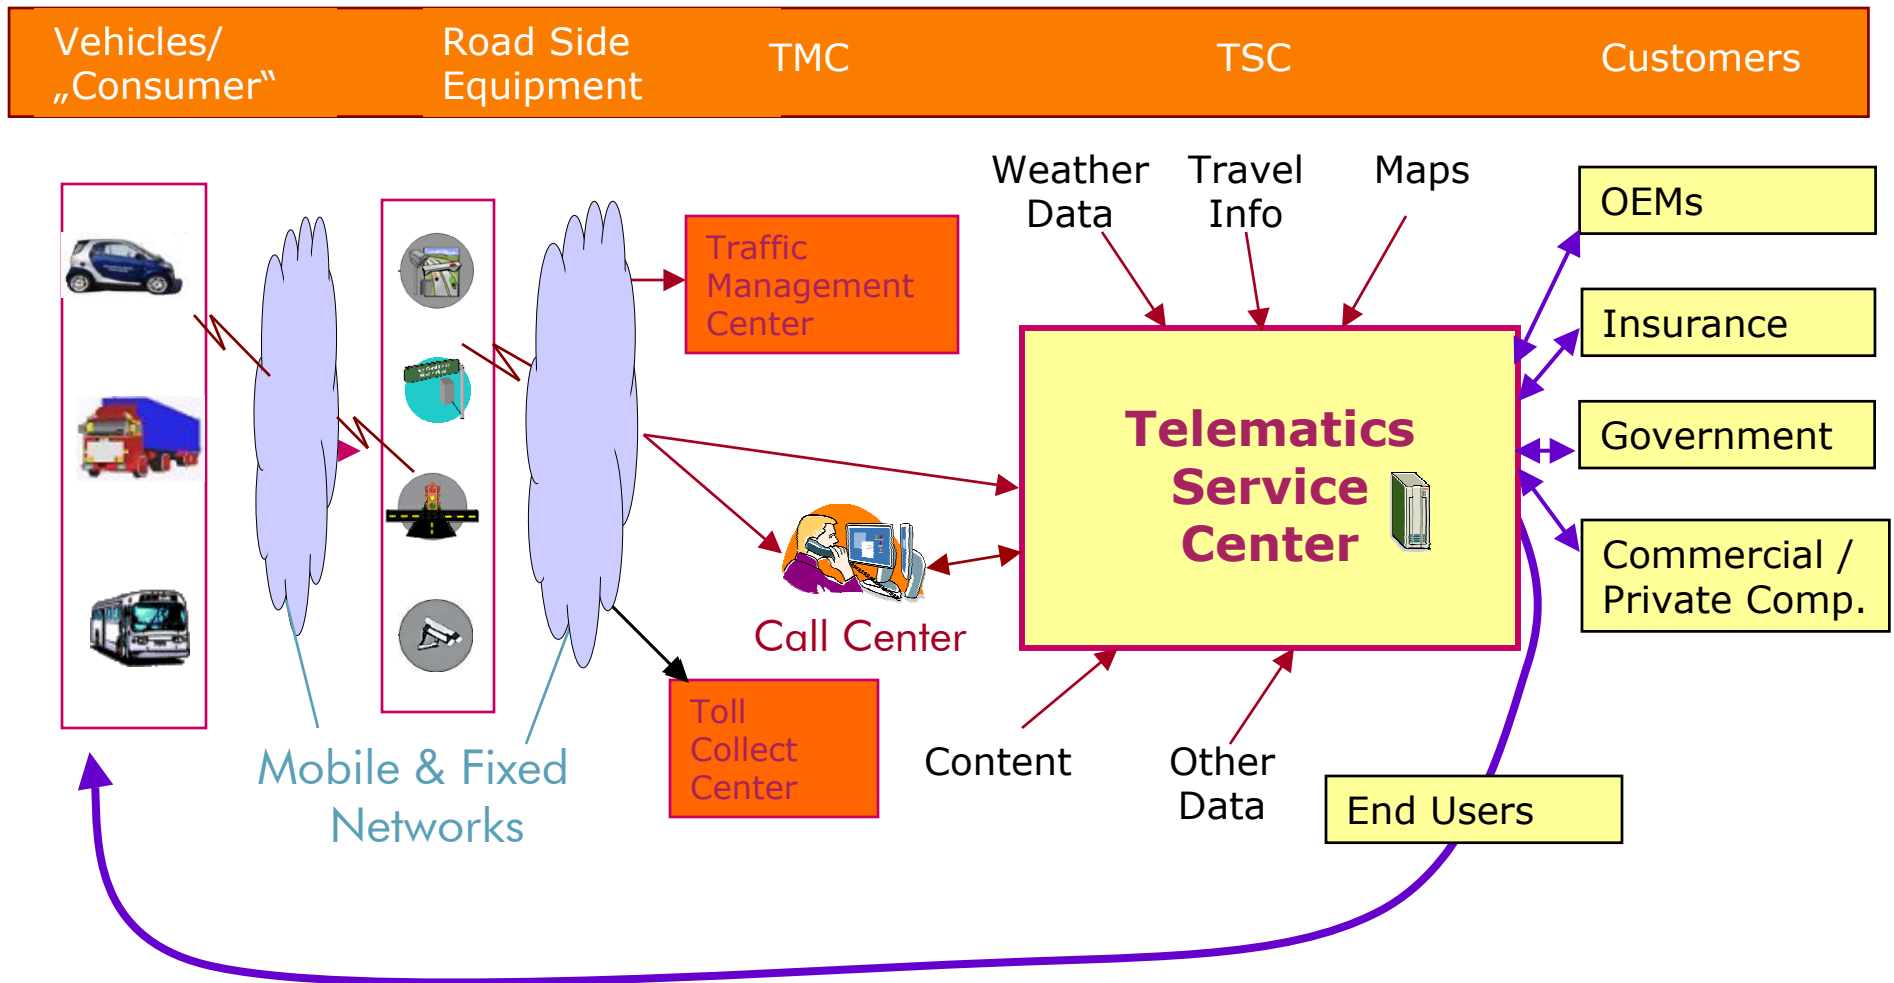 Vehicles/
„Consumer“
Road Side
Equipment
TMC
TSC
Customers
Weather
Data
Travel
Info
Maps
OEMs
Traffic
Management
Center
Insurance
Telematics
Service
Center
Government
Commercial /
Private Comp.
Call Center
Toll
Collect
Center
Mobile & Fixed
Networks
Content
Other
Data
End Users